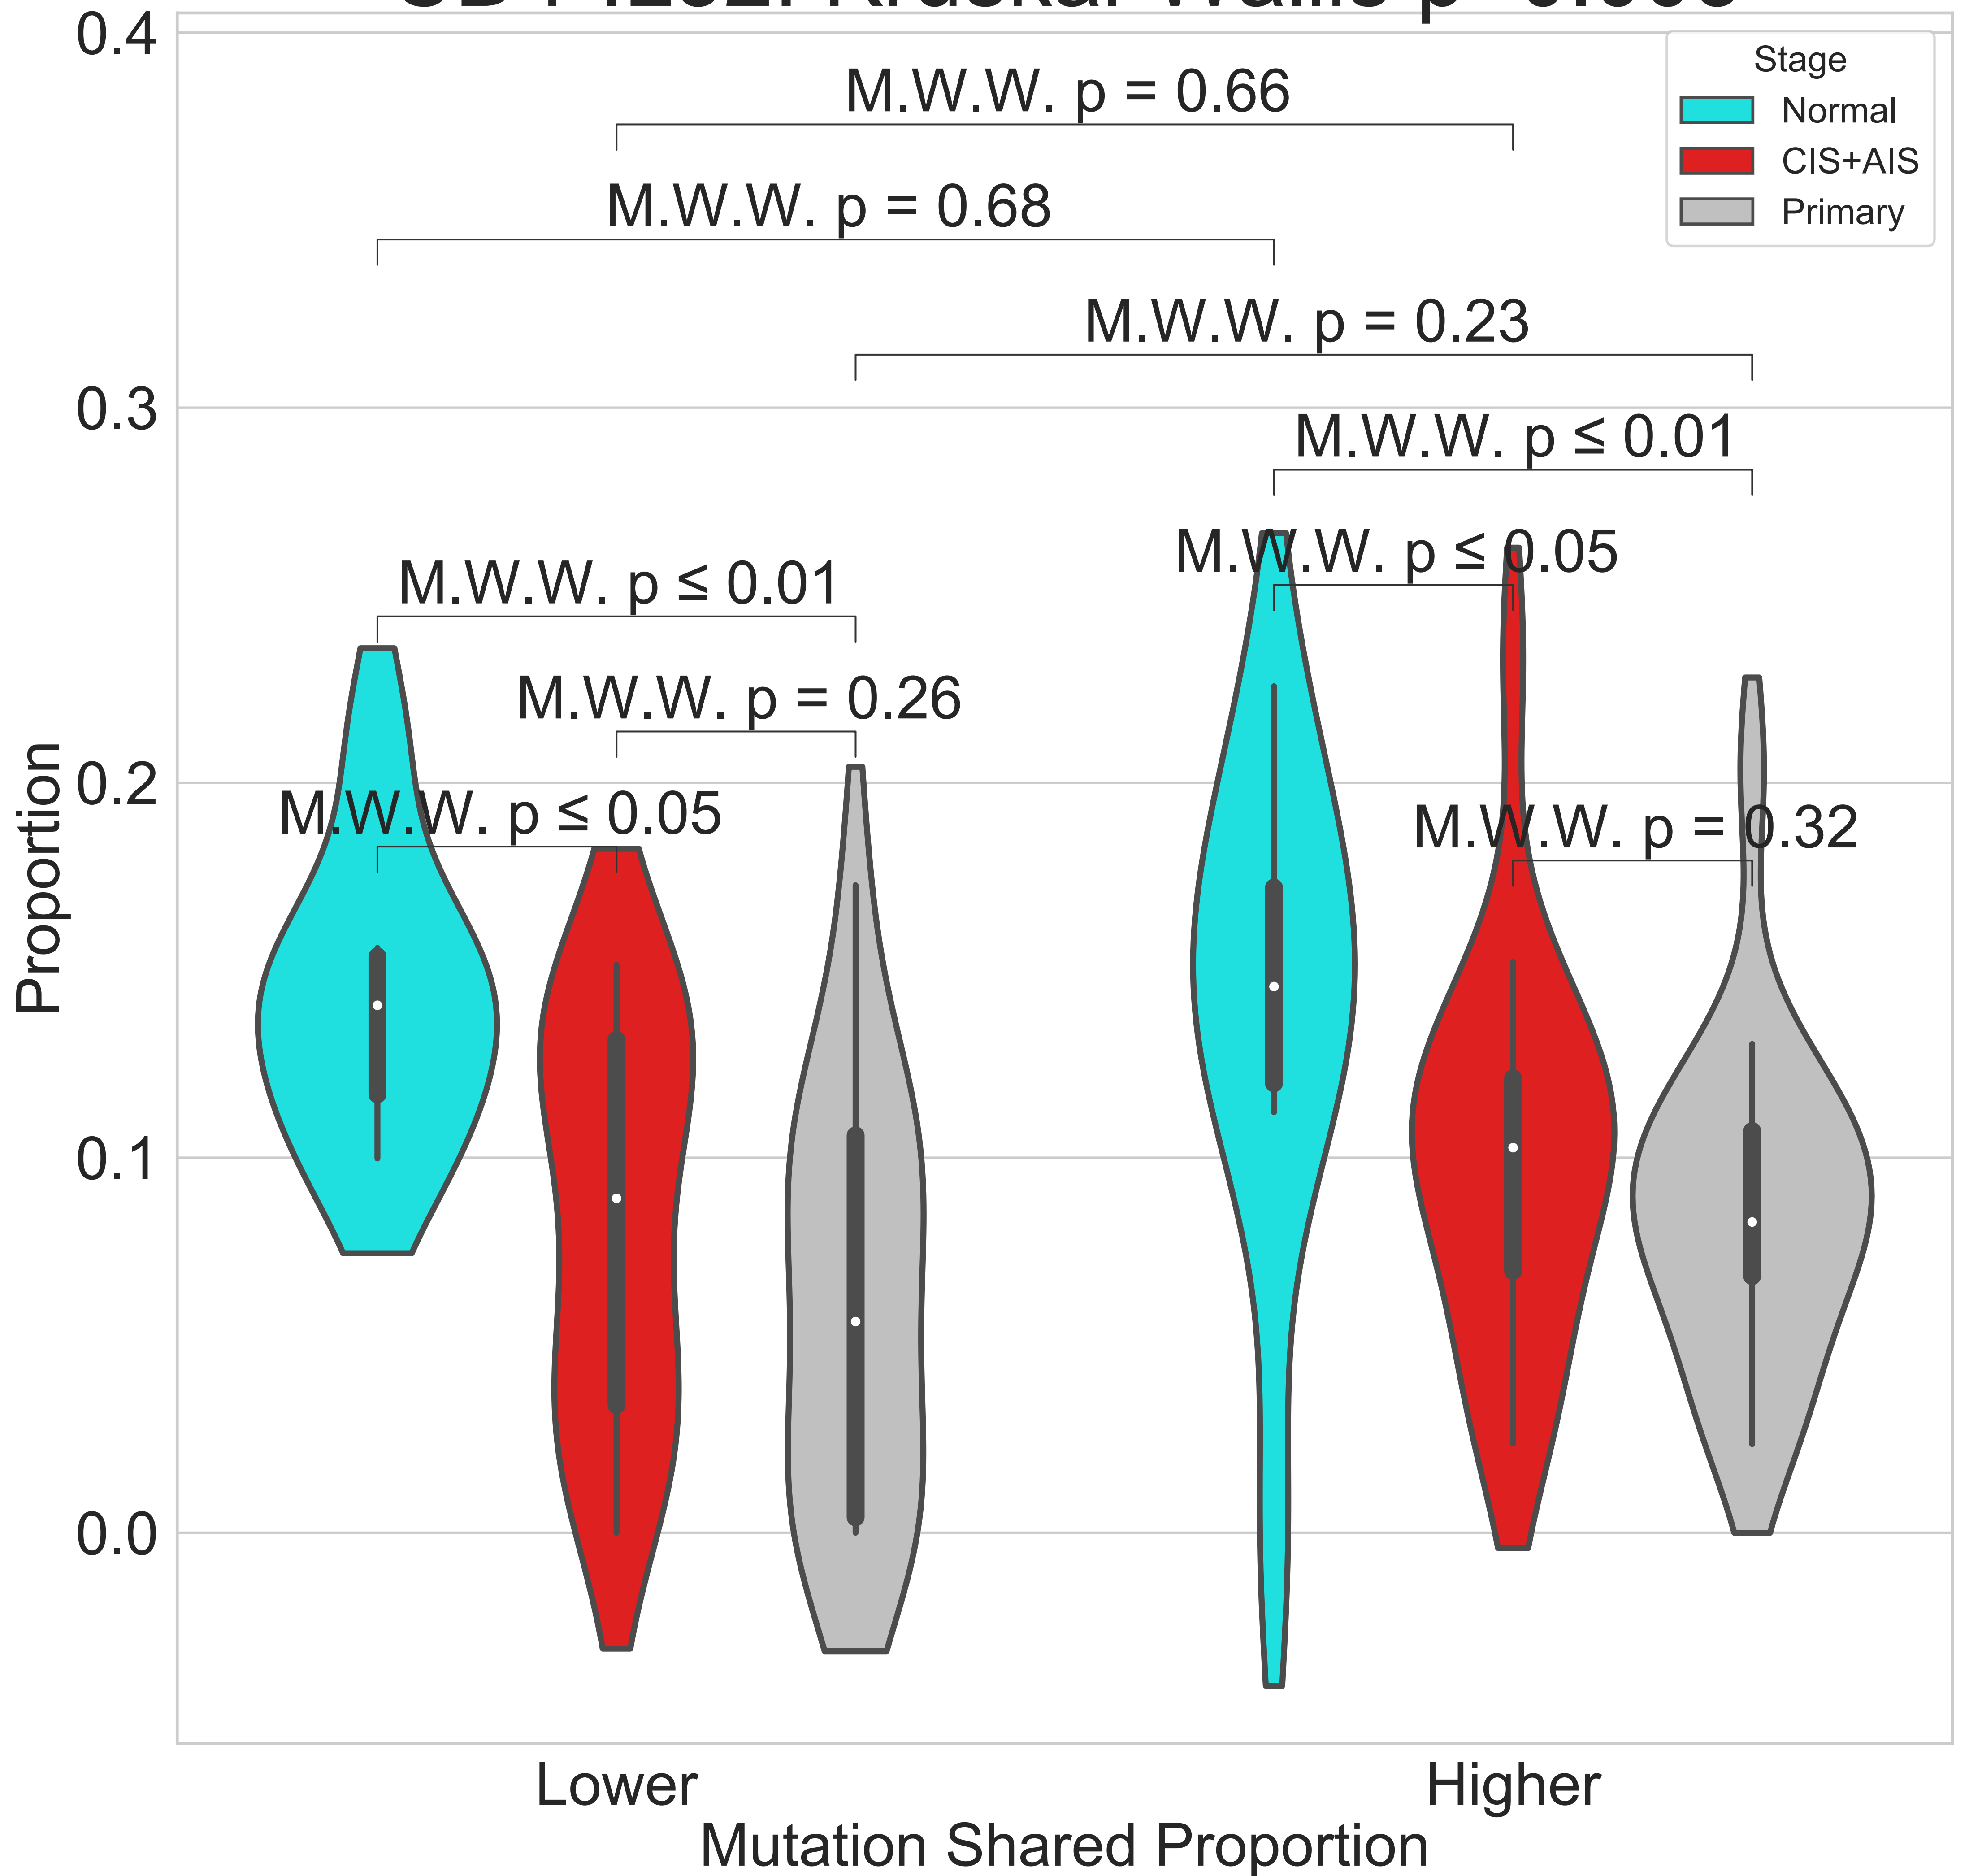 0.4
M.W.W. p = 0.66
Stage
Normal
CIS+AIS
Primary
M.W.W. p = 0.68
M.W.W. p = 0.23
0.3
M.W.W. p ≤ 0.01
M.W.W. p ≤ 0.05
M.W.W. p ≤ 0.01
M.W.W. p = 0.26
0.2
M.W.W. p ≤ 0.05
M.W.W. p = 0.32
Proportion
0.1
0.0
Lower
Higher
Mutation Shared Proportion